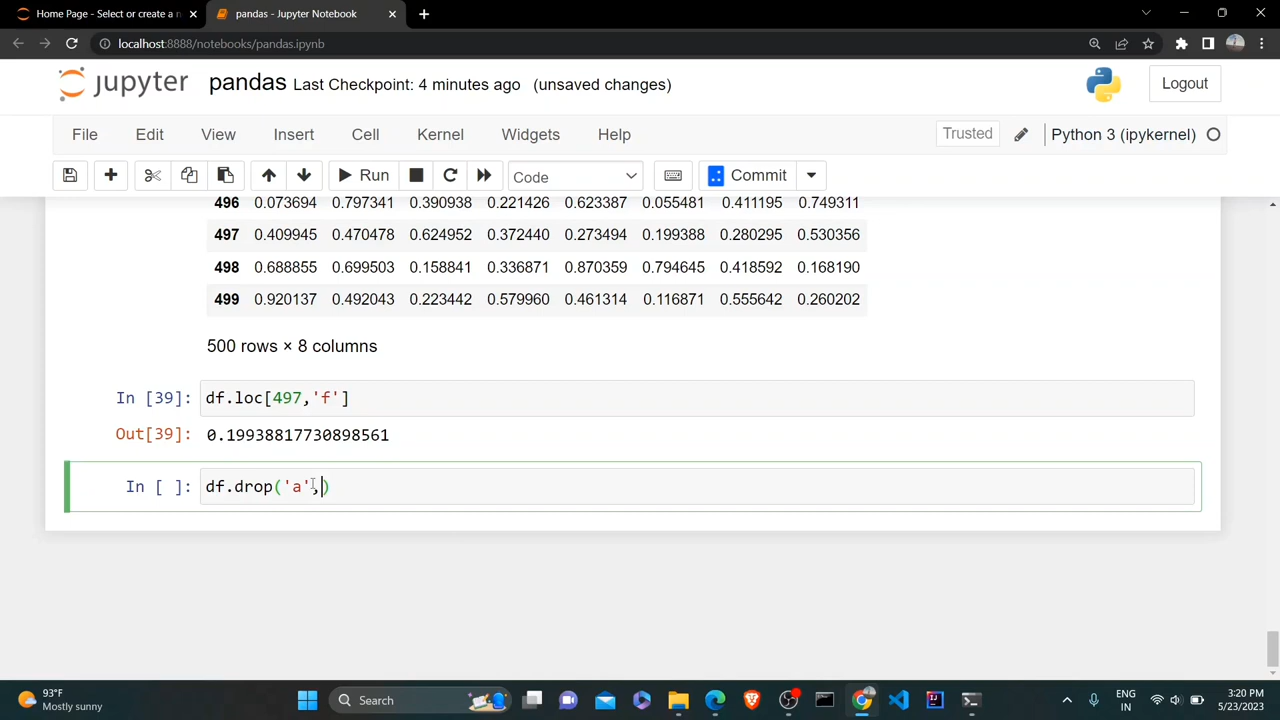 Home Page - Select or create a n
pandas - Jupyter Notebook
localhost:8888/notebooks/pandas.ipynb
jupyter pandas Last Checkpoint: 4 minutes ago (unsaved changes)
Logout
File Edit View Insert Cell Kernel Widgets Help
Trusted
Python 3 (ipykernel)
Run
Code
Commit
496 0.073694 0.797341 0.390938 0.221426 0.623387 0.055481 0.411195 0.749311
497 0.409945 0.470478 0.624952 0.372440 0.273494 0.199388 0.280295 0.530356
498 0.688855 0.699503 0.158841 0.336871 0.870359 0.794645 0.418592 0.168190
499 0.920137 0.492043 0.223442 0.579960 0.461314 0.116871 0.555642 0.260202
500 rows × 8 columns
In [39]: df.loc[497,'f']
Out[39]: 0.19938817730898561
In [ ]: df.drop('a',)
93°F
Mostly sunny
Search
ENG
IN
3:20 PM
5/23/2023